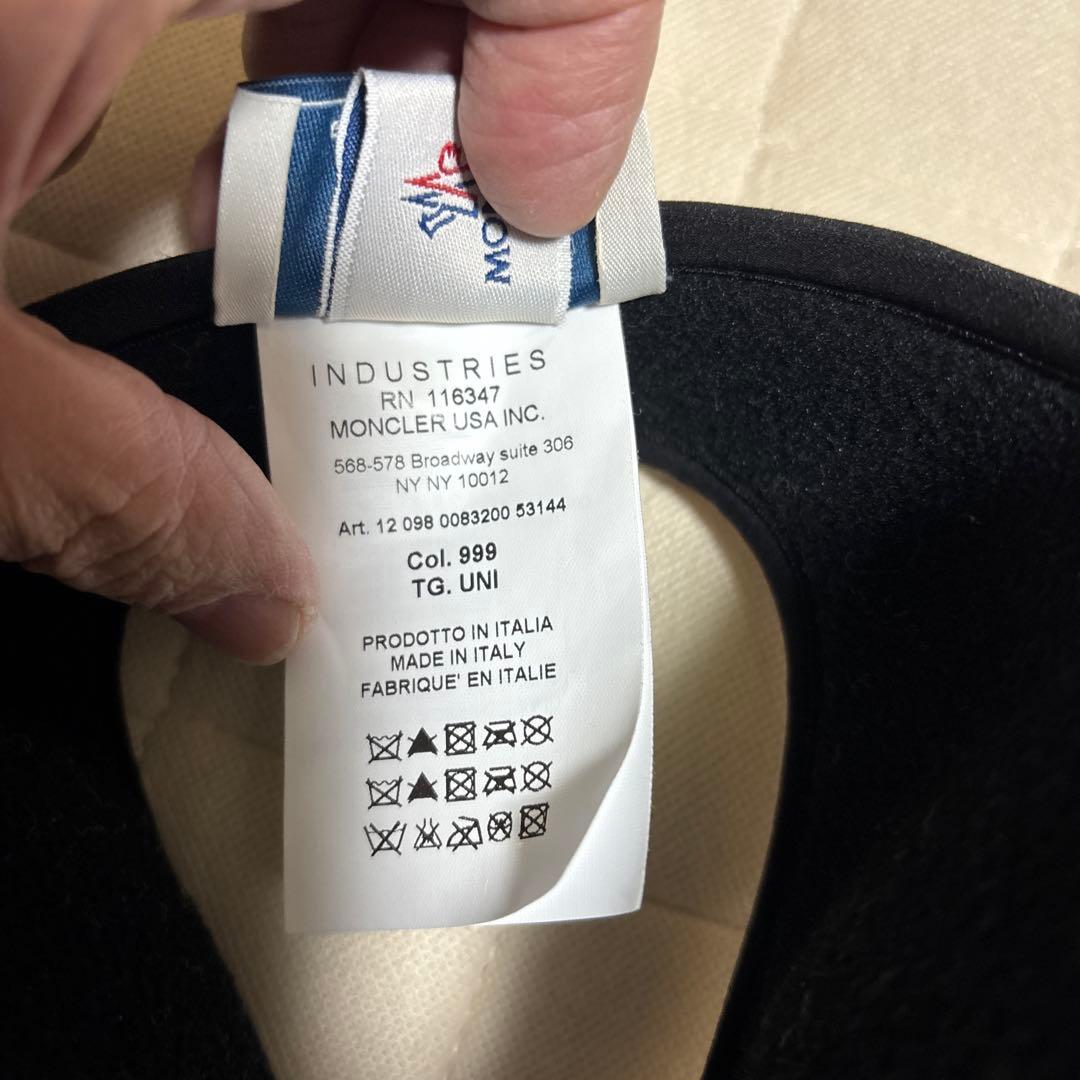 INDUSTRIES
RN 116347
MONCLER USA INC.
568-578 Broadway suite 306
NY NY 10012
Art. 12 098 0083200 53144
Col. 999
TG. UNI
PRODOTTO IN ITALIA
MADE IN ITALY
FABRIQUE' EN ITALIE